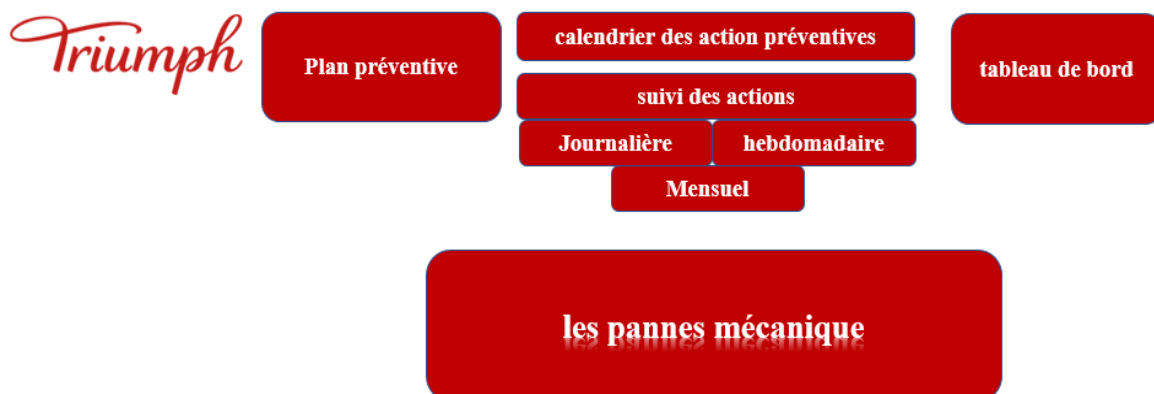 Triumph
Plan préventive
calendrier des action préventives
suivi des actions
Journalière
hebdomadaire
Mensuel
tableau de bord
les pannes mécanique